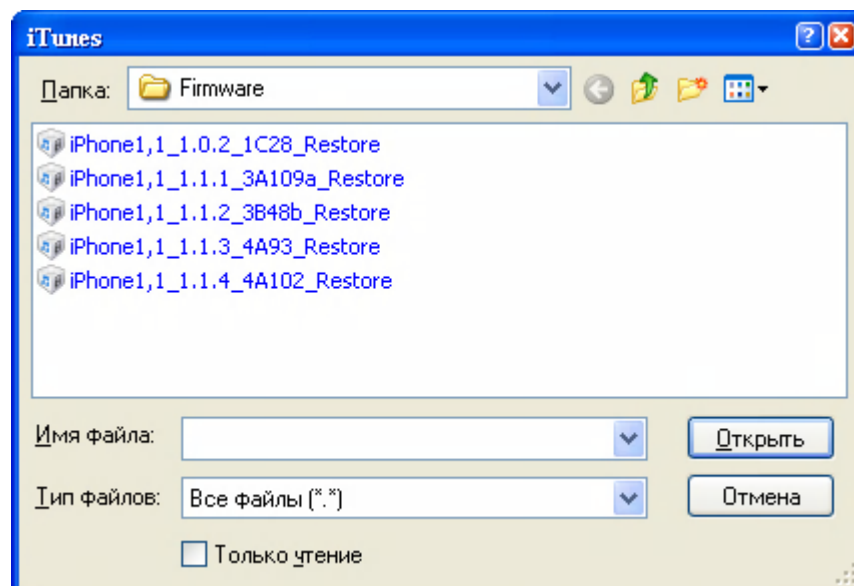 iTunes
Папка: Firmware
iPhone1,1_1.0.2_1C28_Restore
iPhone1,1_1.1.1_3A109a_Restore
iPhone1,1_1.1.2_3B48b_Restore
iPhone1,1_1.1.3_4A93_Restore
iPhone1,1_1.1.4_4A102_Restore
Имя файла: Открыть
Тип файлов: Все файлы (*.*) Отмена
Только чтение